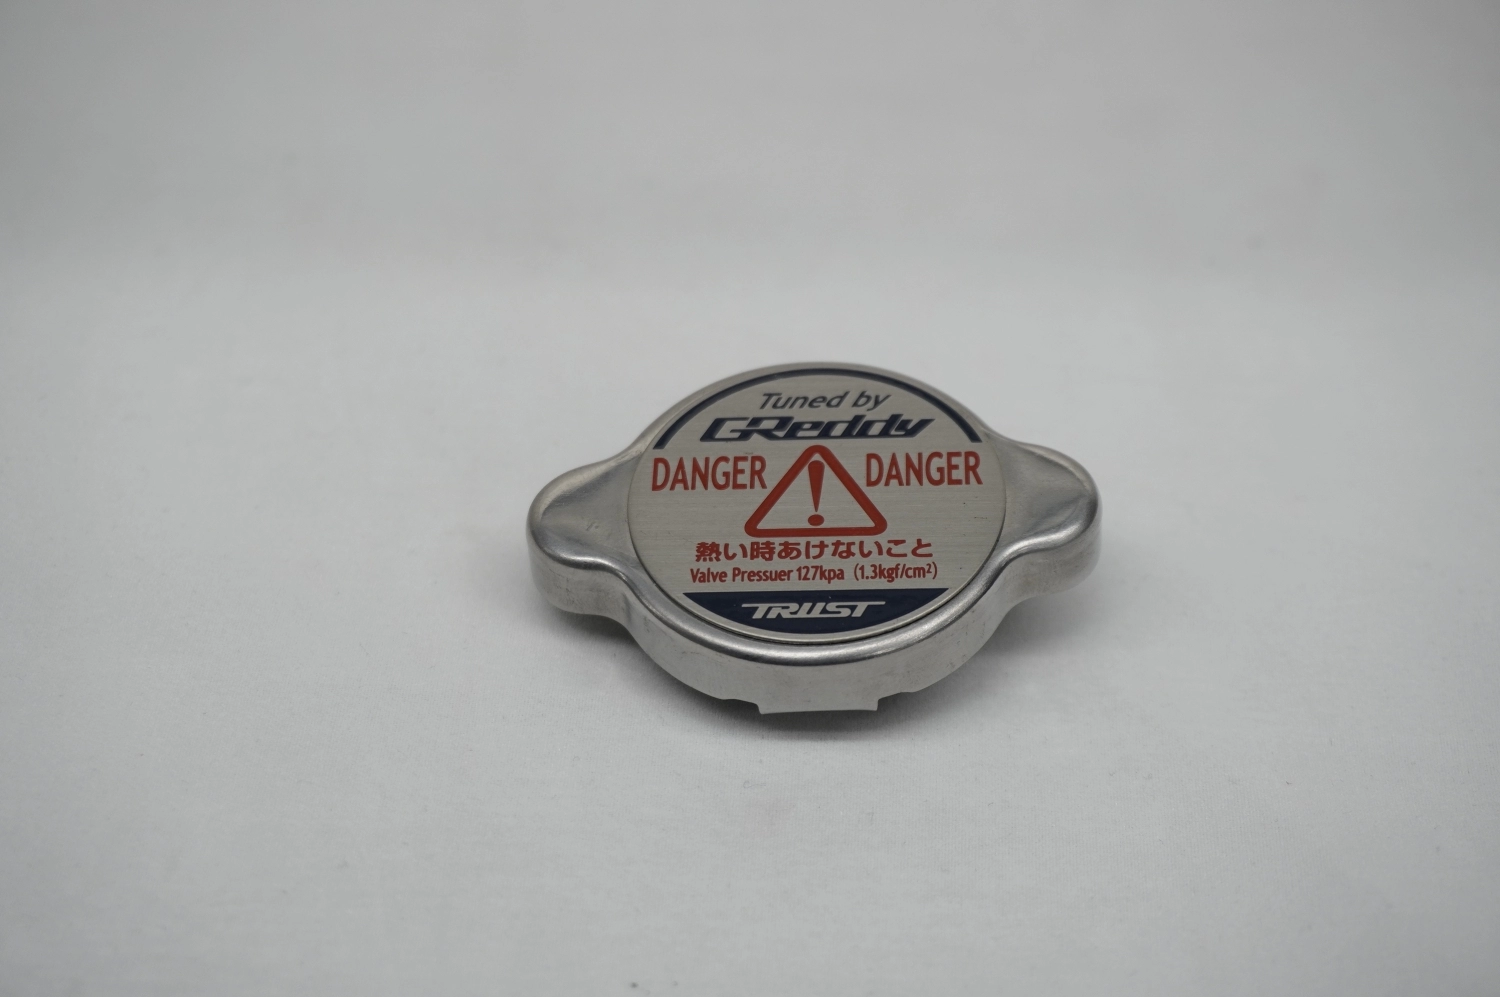 Tuned by
GReddy
DANGER DANGER
熱い時あけないこと
Valve Pressuer 127kpa (1.3kgf/cm²)
TRUST